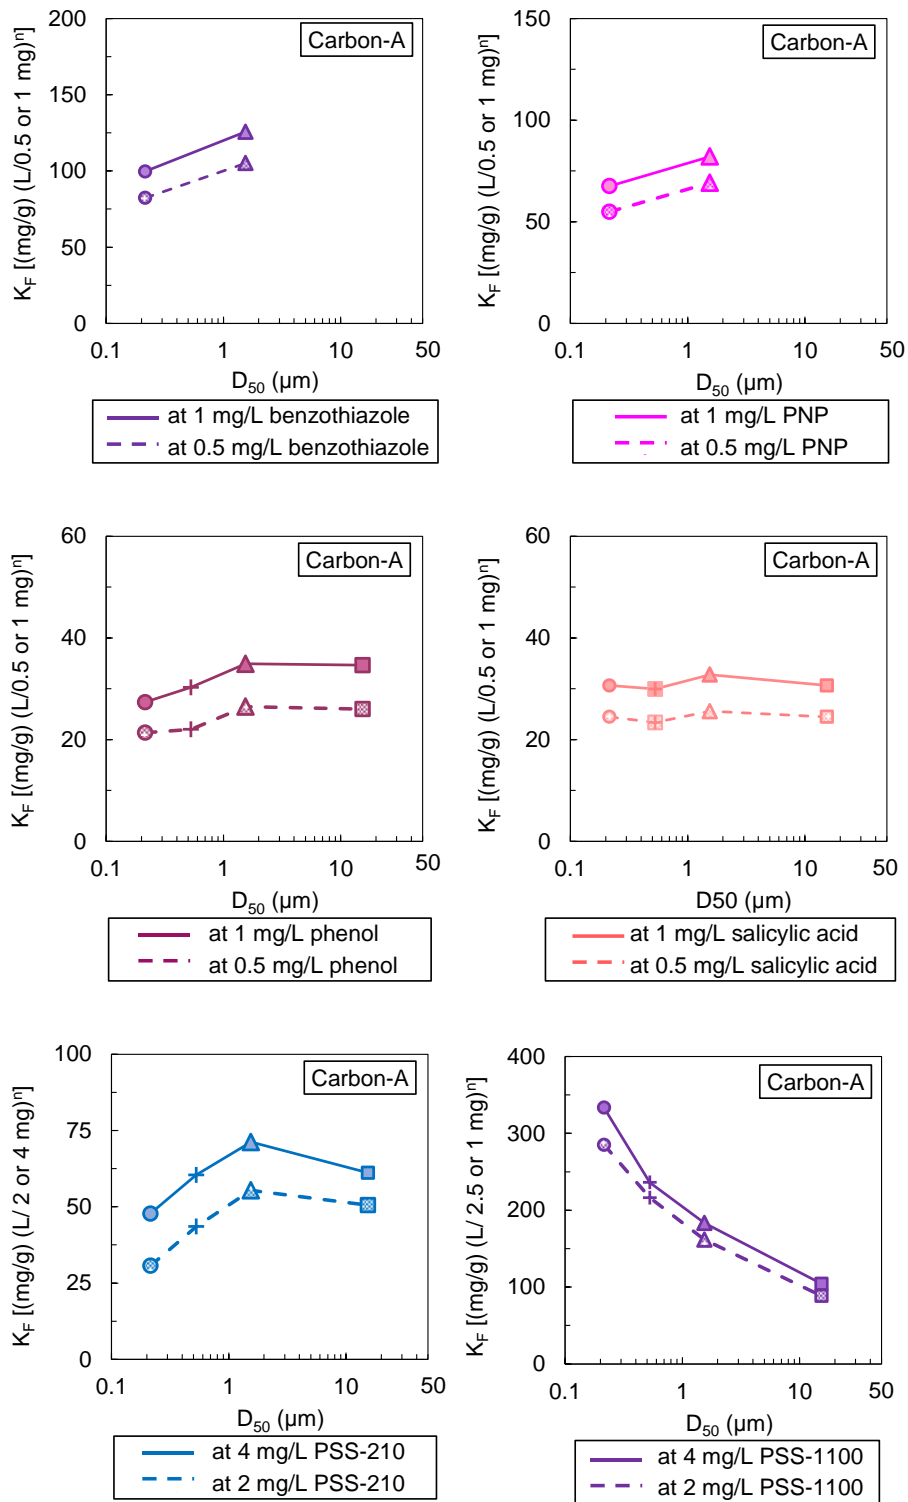 200
150
100
50
0
0.1
1
10
50
K_F [(mg/g) (L/0.5 or 1 mg)ⁿ]
Carbon-A
D₅₀ (µm)
at 1 mg/L benzothiazole
at 0.5 mg/L benzothiazole
150
100
50
0
0.1
1
10
50
K_F [(mg/g) (L/0.5 or 1 mg)ⁿ]
Carbon-A
D₅₀ (µm)
at 1 mg/L PNP
at 0.5 mg/L PNP
60
40
20
0
0.1
1
10
50
K_F [(mg/g) (L/0.5 or 1 mg)ⁿ]
Carbon-A
D₅₀ (µm)
at 1 mg/L phenol
at 0.5 mg/L phenol
60
40
20
0
0.1
1
10
50
K_F [(mg/g) (L/0.5 or 1 mg)ⁿ]
Carbon-A
D50 (µm)
at 1 mg/L salicylic acid
at 0.5 mg/L salicylic acid
100
75
50
25
0
0.1
1
10
50
K_F [(mg/g) (L/ 2 or 4 mg)ⁿ]
Carbon-A
D₅₀ (µm)
at 4 mg/L PSS-210
at 2 mg/L PSS-210
400
300
200
100
0
0.1
1
10
50
K_F [(mg/g) (L/ 2.5 or 1 mg)ⁿ]
Carbon-A
D₅₀ (µm)
at 4 mg/L PSS-1100
at 2 mg/L PSS-1100